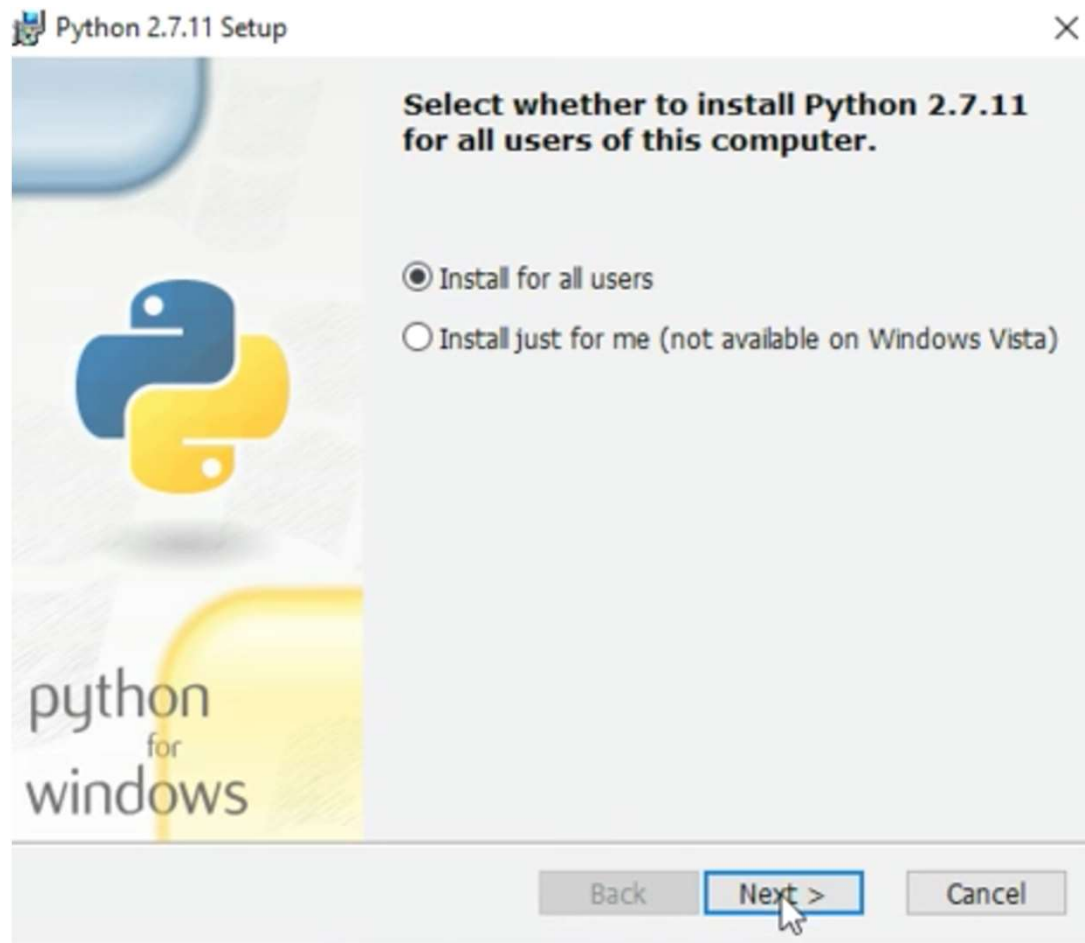 Python 2.7.11 Setup
Select whether to install Python 2.7.11
for all users of this computer.
Install for all users
Install just for me (not available on Windows Vista)
python
for
windows
Back
Next >
Cancel